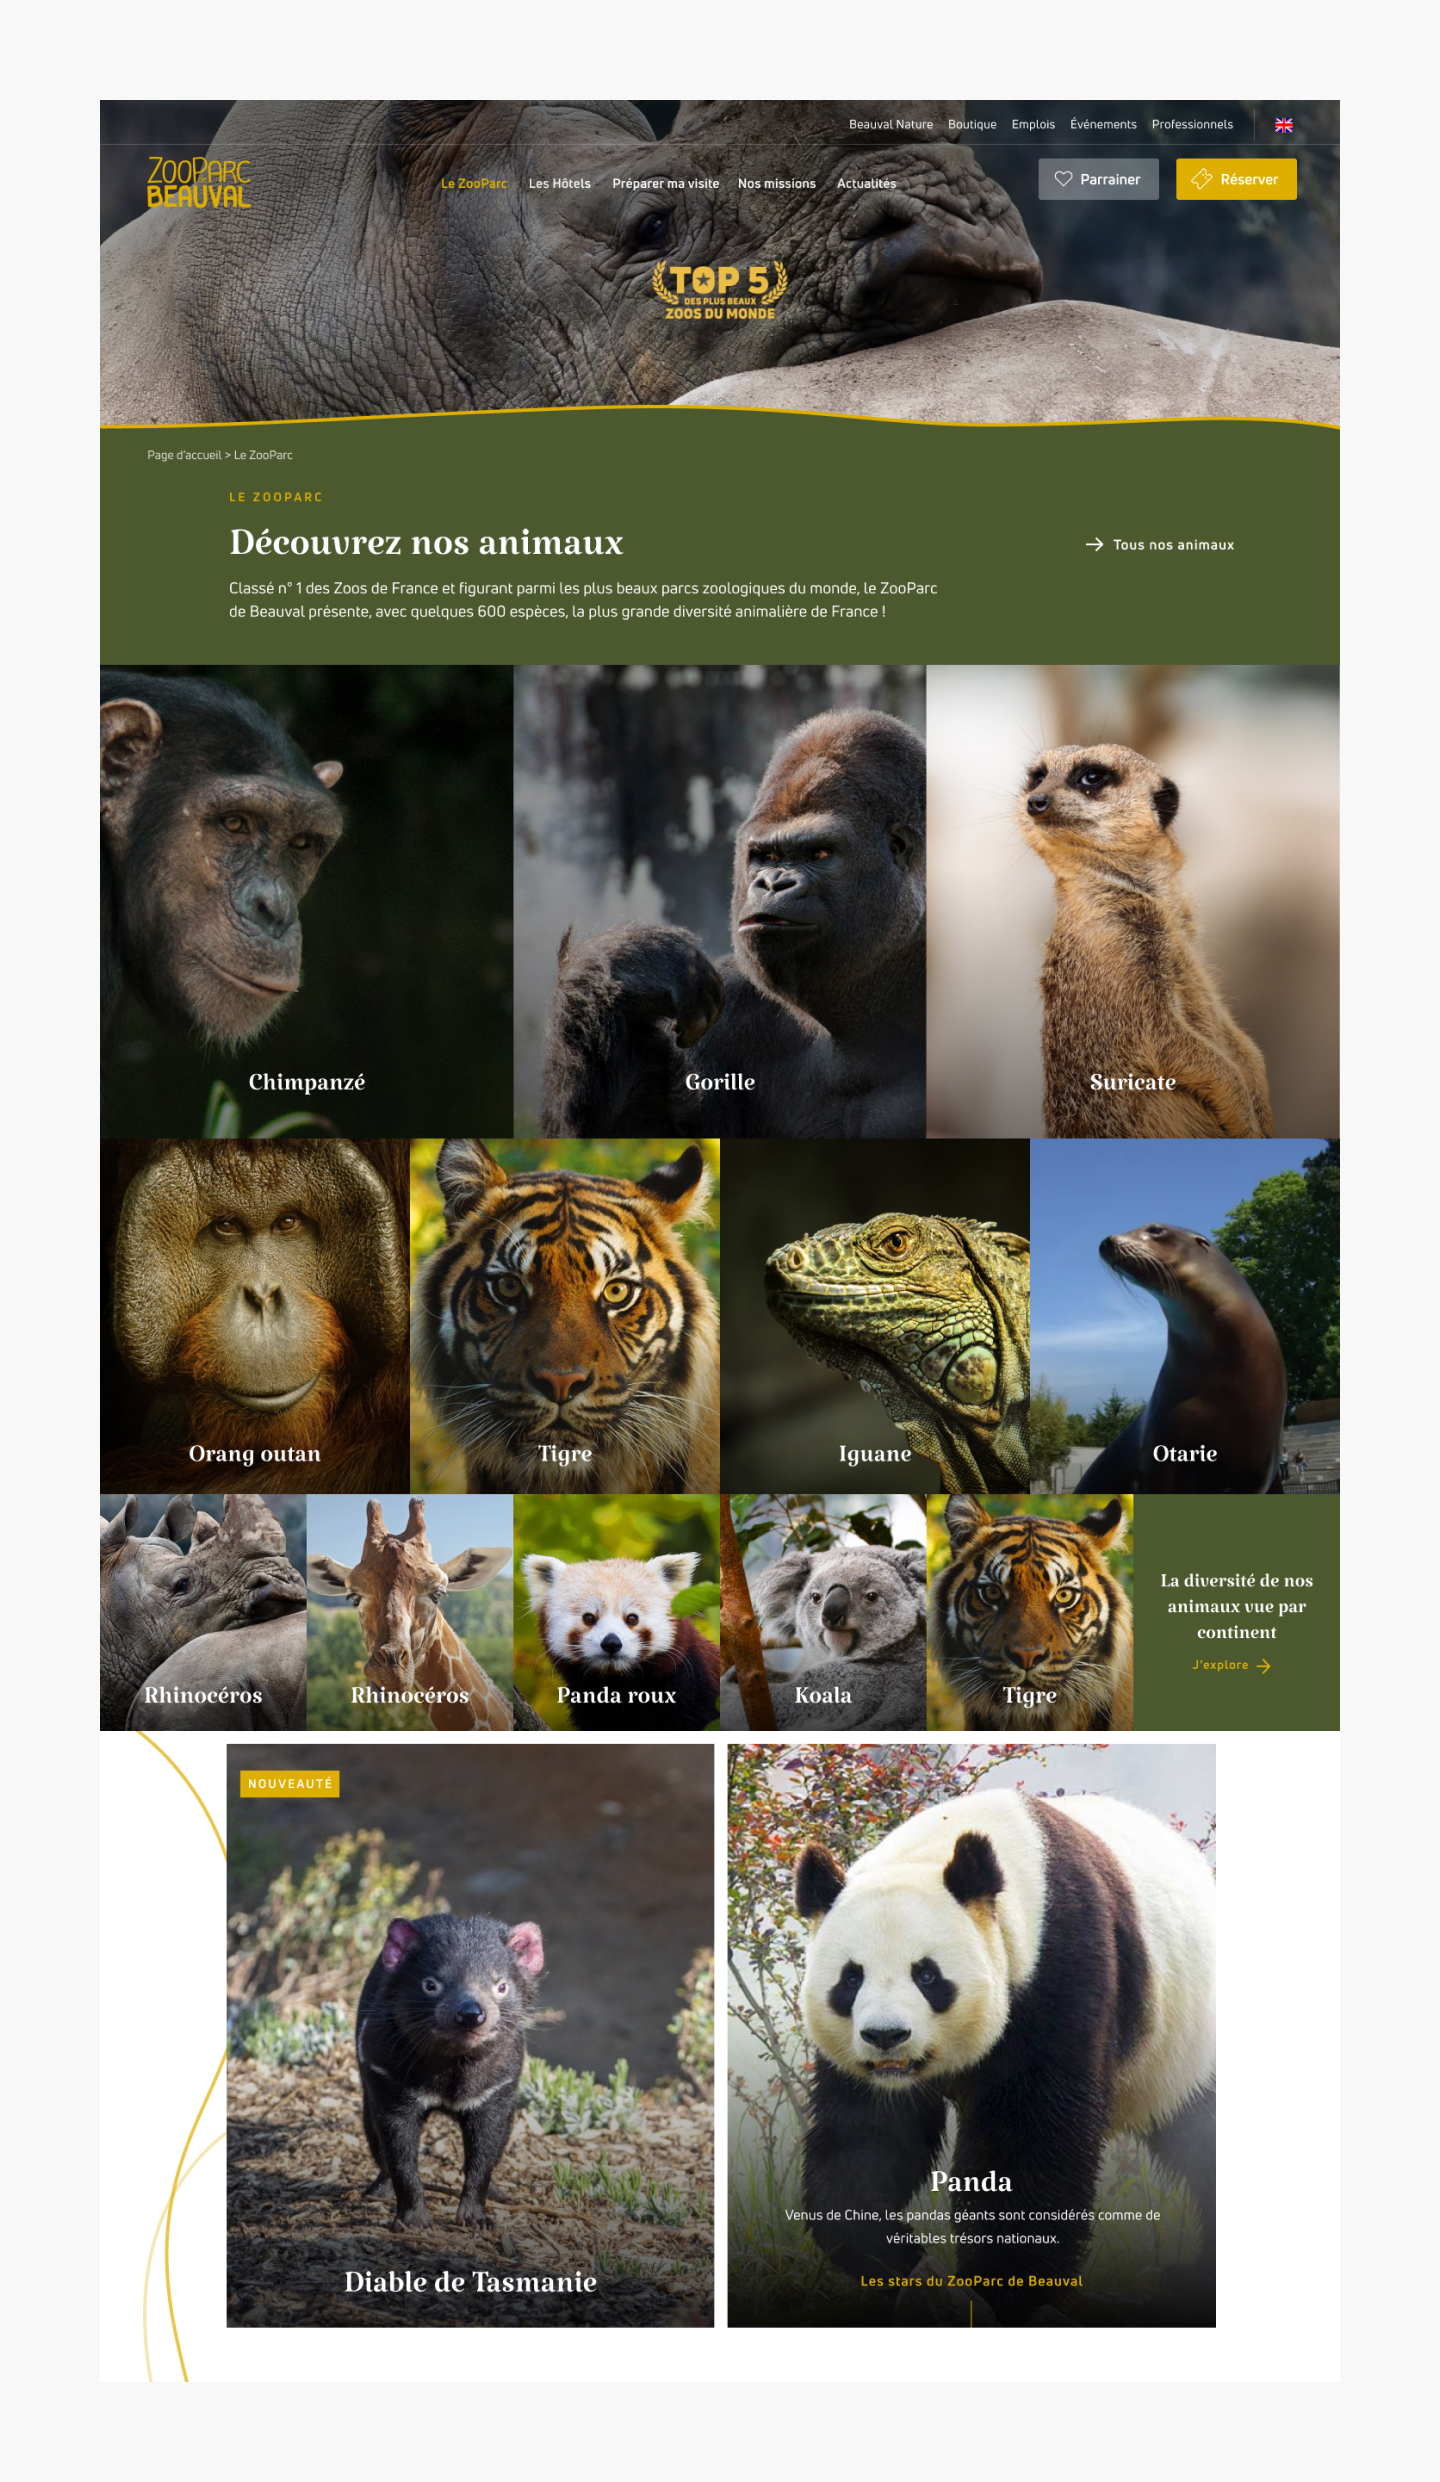 Beauval Nature Boutique Emplois Événements Professionnels
ZOOPARC
DE
BEAUVAL
Le ZooParc Les Hôtels Préparer ma visite Nos missions Actualités
Parrainer
Réserver
TOP 5
DES PLUS BEAUX
ZOOS DU MONDE
Page d'accueil > Le ZooParc
LE ZOOPARC
Découvrez nos animaux
Tous nos animaux
Classé n° 1 des Zoos de France et figurant parmi les plus beaux parcs zoologiques du monde, le ZooParc
de Beauval présente, avec quelques 600 espèces, la plus grande diversité animalière de France !
Chimpanzé
Gorille
Suricate
Orang outan
Tigre
Iguane
Otarie
Rhinocéros
Rhinocéros
Panda roux
Koala
Tigre
La diversité de nos
animaux vue par
continent
J'explore
NOUVEAUTÉ
Diable de Tasmanie
Panda
Venus de Chine, les pandas géants sont considérés comme de
véritables trésors nationaux.
Les stars du ZooParc de Beauval